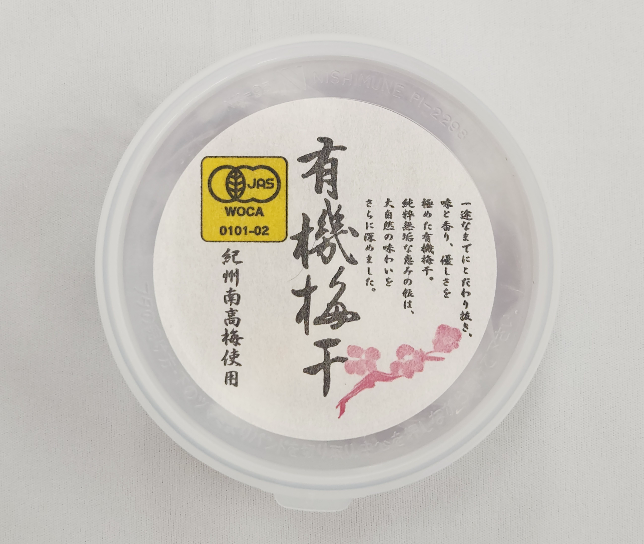 有機梅干
JAS
WOCA
0101-02
紀州南高梅使用
一途なまでにこだわり抜き、
味と香り、優しさを
極めた有機梅干。
純粋無垢な恵みの依は、
大自然の味わいを
さらに深めました。